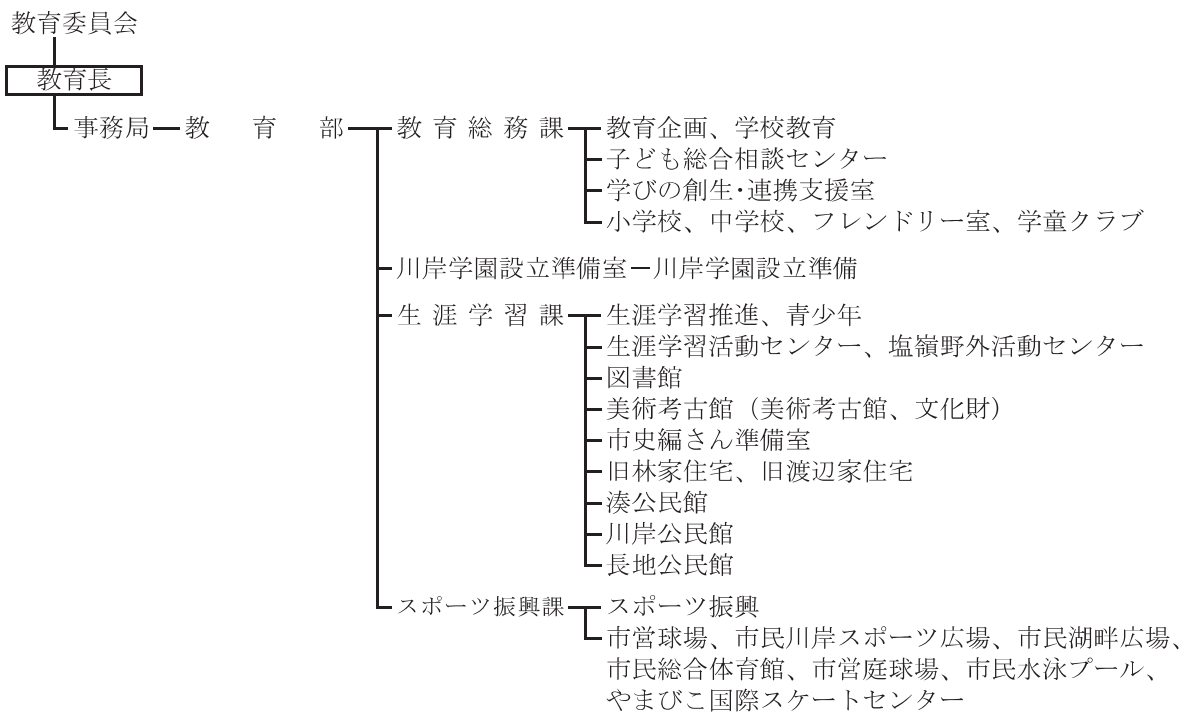 教育委員会
教育長
事務局 教育部 教育総務課 教育企画、学校教育
子ども総合相談センター
学びの創生・連携支援室
小学校、中学校、フレンドリー室、学童クラブ
川岸学園設立準備室 川岸学園設立準備
生涯学習課 生涯学習推進、青少年
生涯学習活動センター、塩嶺野外活動センター
図書館
美術考古館（美術考古館、文化財）
市史編さん準備室
旧林家住宅、旧渡辺家住宅
湊公民館
川岸公民館
長地公民館
スポーツ振興課 スポーツ振興
市営球場、市民川岸スポーツ広場、市民湖畔広場、
市民総合体育館、市営庭球場、市民水泳プール、
やまびこ国際スケートセンター